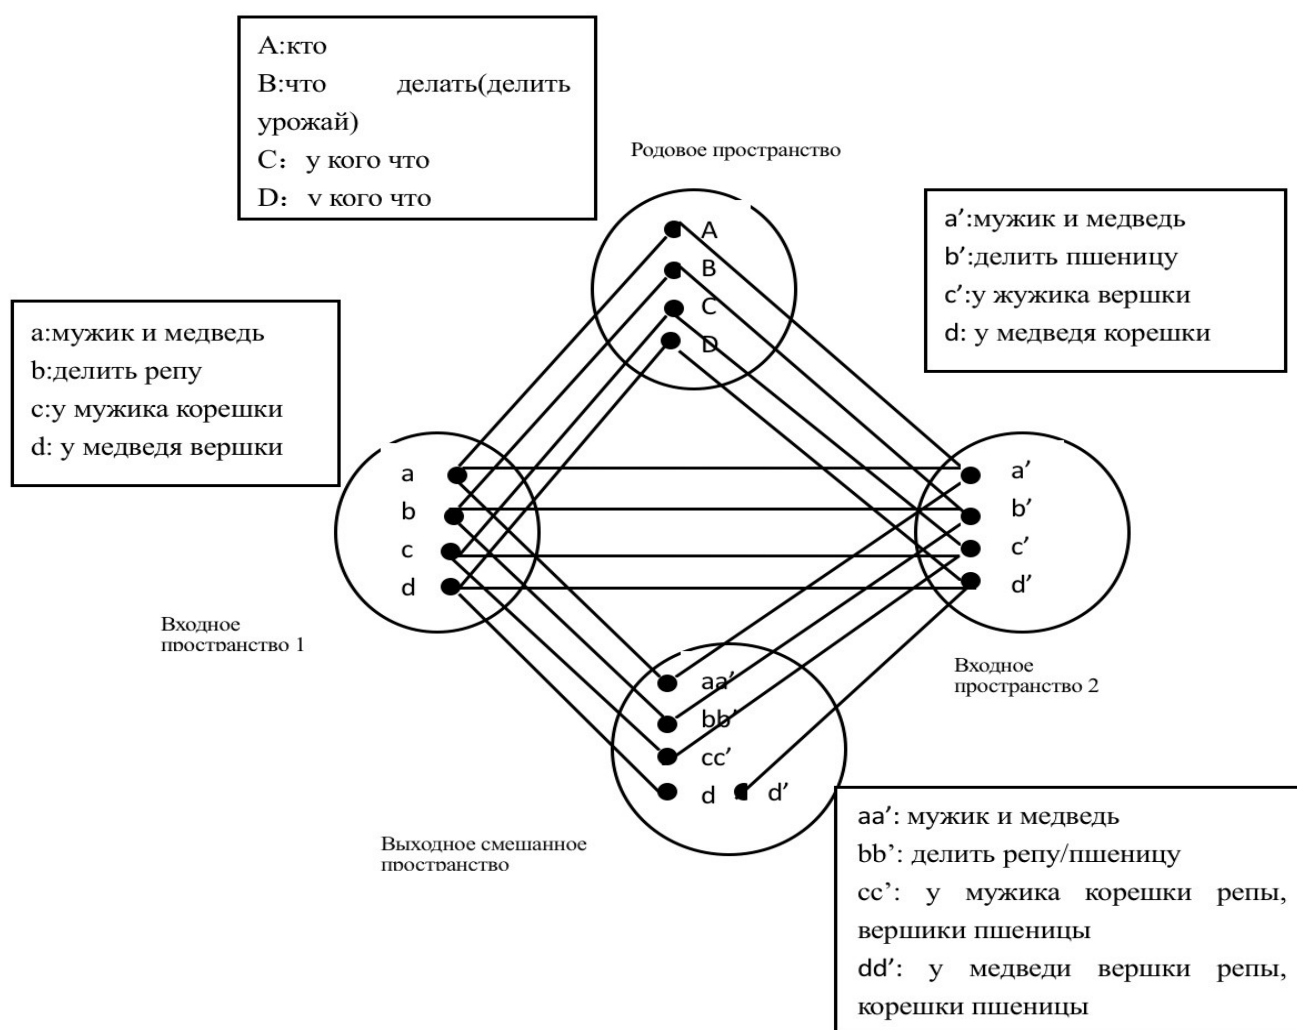 A:кто
B:что делать(делить
урожай)
C: у кого что
D: у кого что
Родовое пространство
A
B
C
D
a′:мужик и медведь
b′:делить пшеницу
c′:у жужика вершки
d: у медведя корешки
a:мужик и медведь
b:делить репу
c:у мужика корешки
d: у медведя вершки
a
b
c
d
a′
b′
c′
d′
Входное
пространство 1
Входное
пространство 2
aa′
bb′
cc′
d d′
Выходное смешанное
пространство
aa′: мужик и медведь
bb’: делить репу/пшеницу
cc’: у мужика корешки репы,
вершики пшеницы
dd′: у медведи вершки репы,
корешки пшеницы